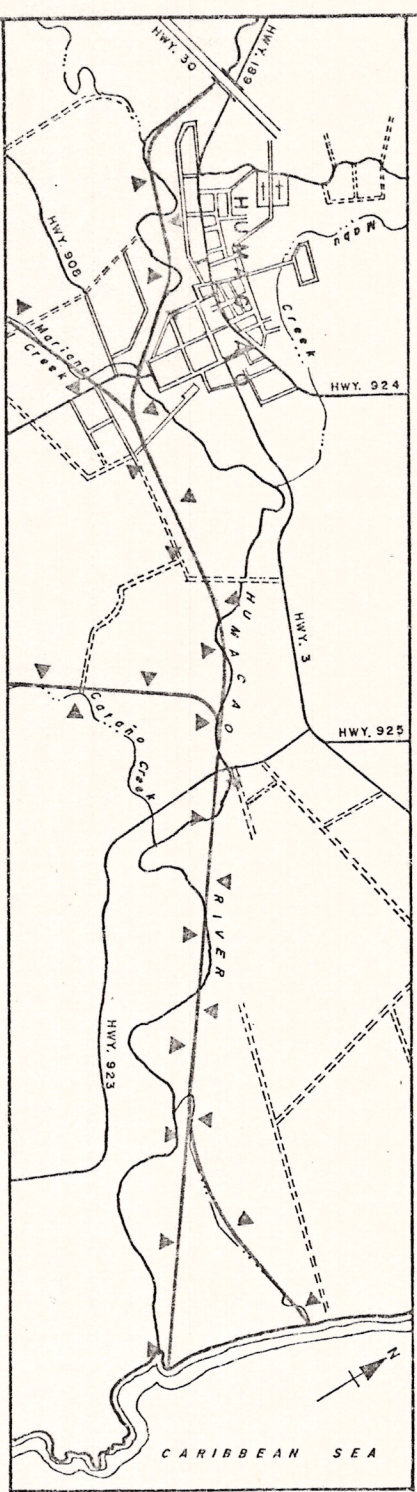 HWY. 30
HWY. 189
HUMACAO
Mabu
Creek
HWY. 908
Mariana
Creek
HWY. 924
HUMACAO
HWY. 3
HWY. 925
Cataño
Creek
RIVER
HWY. 923
N
CARIBBEAN SEA